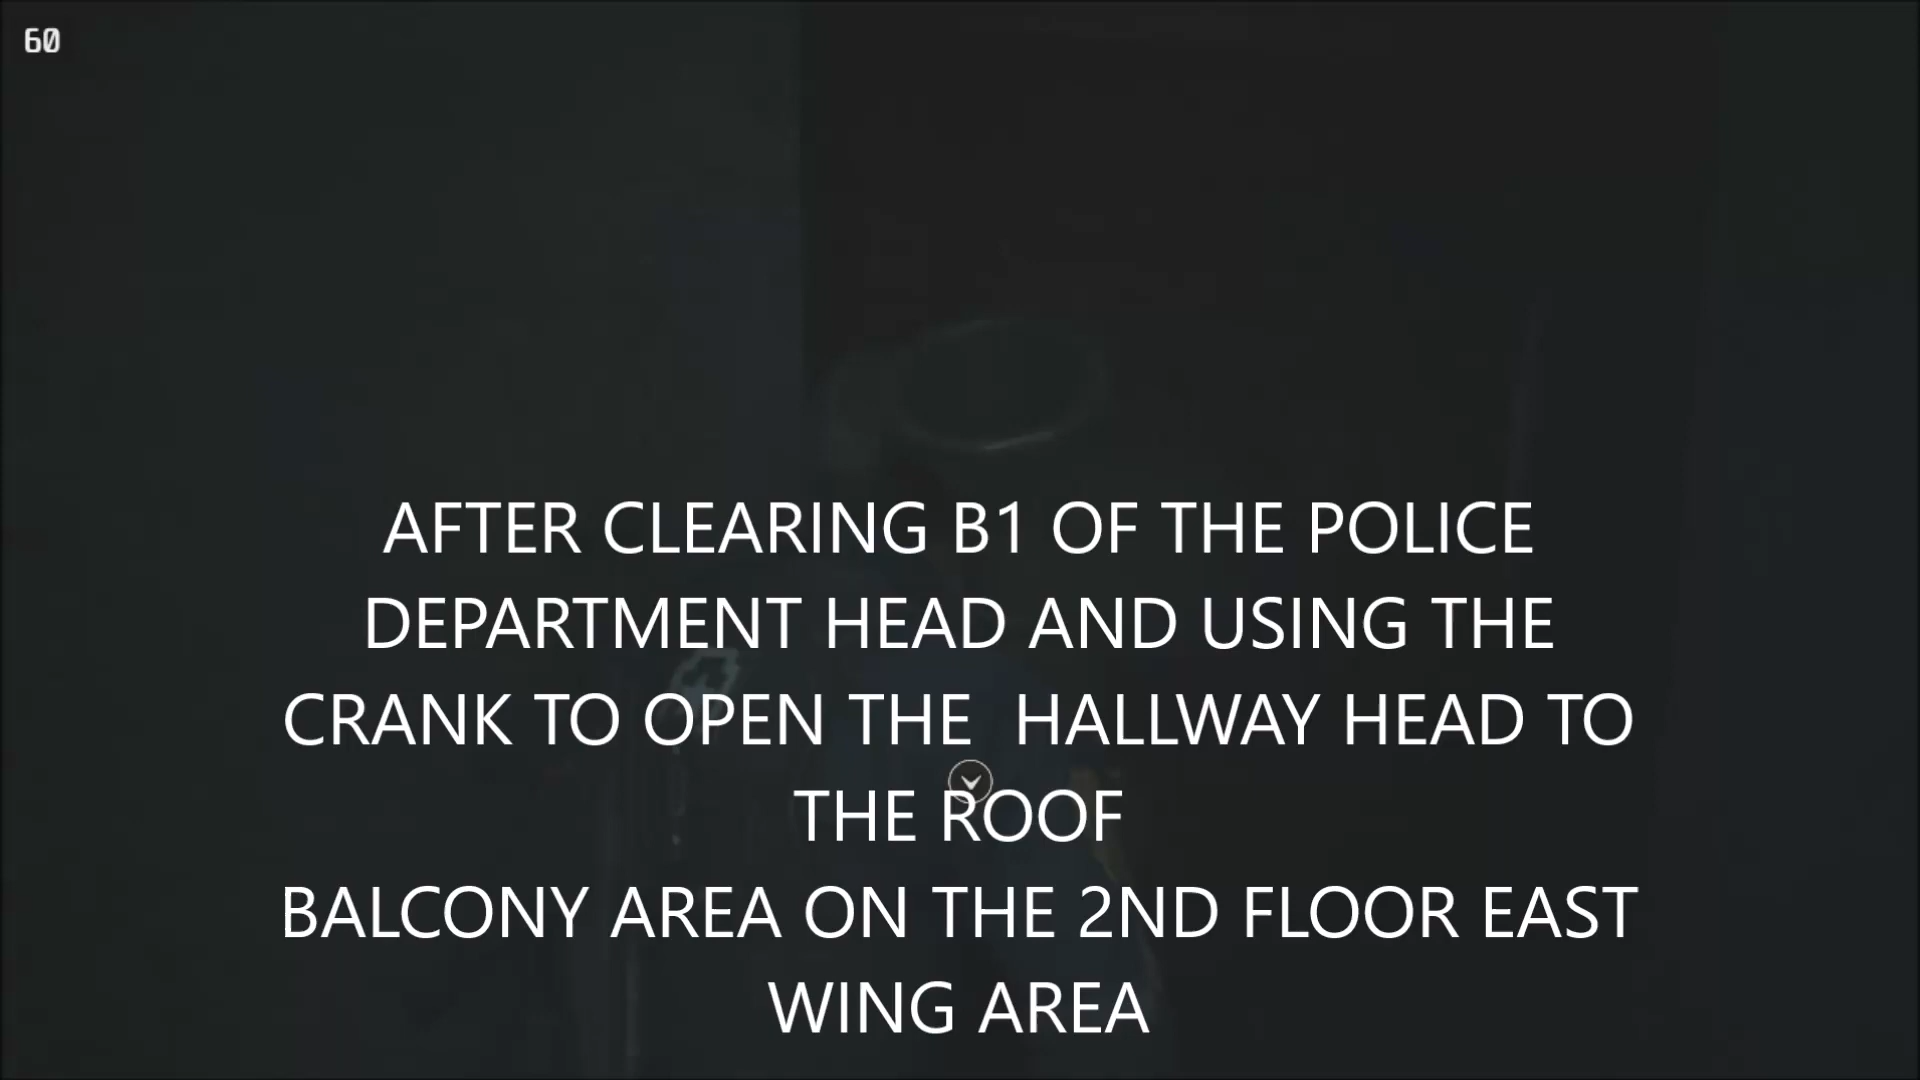 60
AFTER CLEARING B1 OF THE POLICE
DEPARTMENT HEAD AND USING THE
CRANK TO OPEN THE  HALLWAY HEAD TO
THE ROOF
BALCONY AREA ON THE 2ND FLOOR EAST
WING AREA